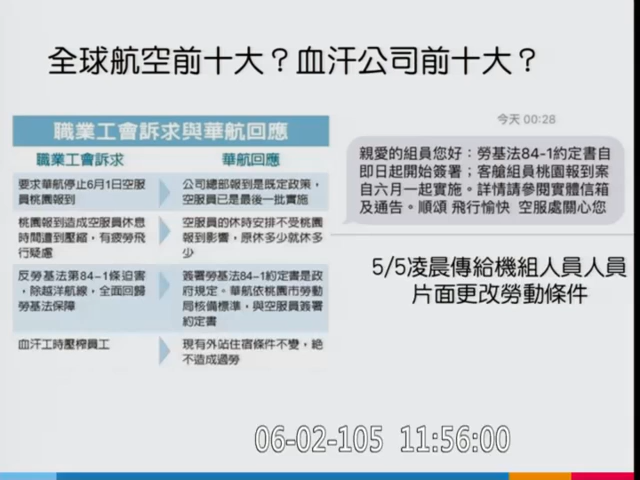 全球航空前十大？血汗公司前十大？
職業工會訴求與華航回應
職業工會訴求
華航回應
要求華航停止6月1日空服
員桃園報到
公司總部報到是既定政策，
空服員已是最後一批實施
桃園報到造成空服員休息
時間遭到壓縮，有疲勞飛
行疑慮
空服員的休時安排不受桃園
報到影響，原休多少就休多
少
反勞基法第84-1條迫害
，除越洋航線，全面回歸
勞基法保障
簽署勞基法84-1約定書是政
府規定。華航依桃園市勞動
局核備標準，與空服員簽署
約定書
血汗工時壓榨員工
現有外站住宿條件不變，絕
不造成過勞
今天 00:28
親愛的組員您好：勞基法84-1約定書自
即日起開始簽署；客艙組員桃園報到案
自六月一起實施。詳情請參閱實體信箱
及通告。順頌 飛行愉快 空服處關心您
5/5凌晨傳給機組人員人員
片面更改勞動條件
06-02-105 11:56:00